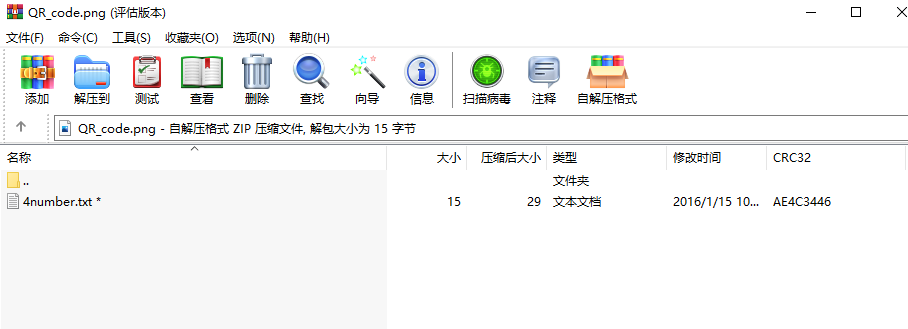 QR_code.png (评估版本)
文件(F) 命令(C) 工具(S) 收藏夹(O) 选项(N) 帮助(H)
添加 解压到 测试 查看 删除 查找 向导 信息 扫描病毒 注释 自解压格式
QR_code.png - 自解压格式 ZIP 压缩文件, 解包大小为 15 字节
名称 大小 压缩后大小 类型 修改时间 CRC32
.. 文件夹
4number.txt * 15 29 文本文档 2016/1/15 10... AE4C3446